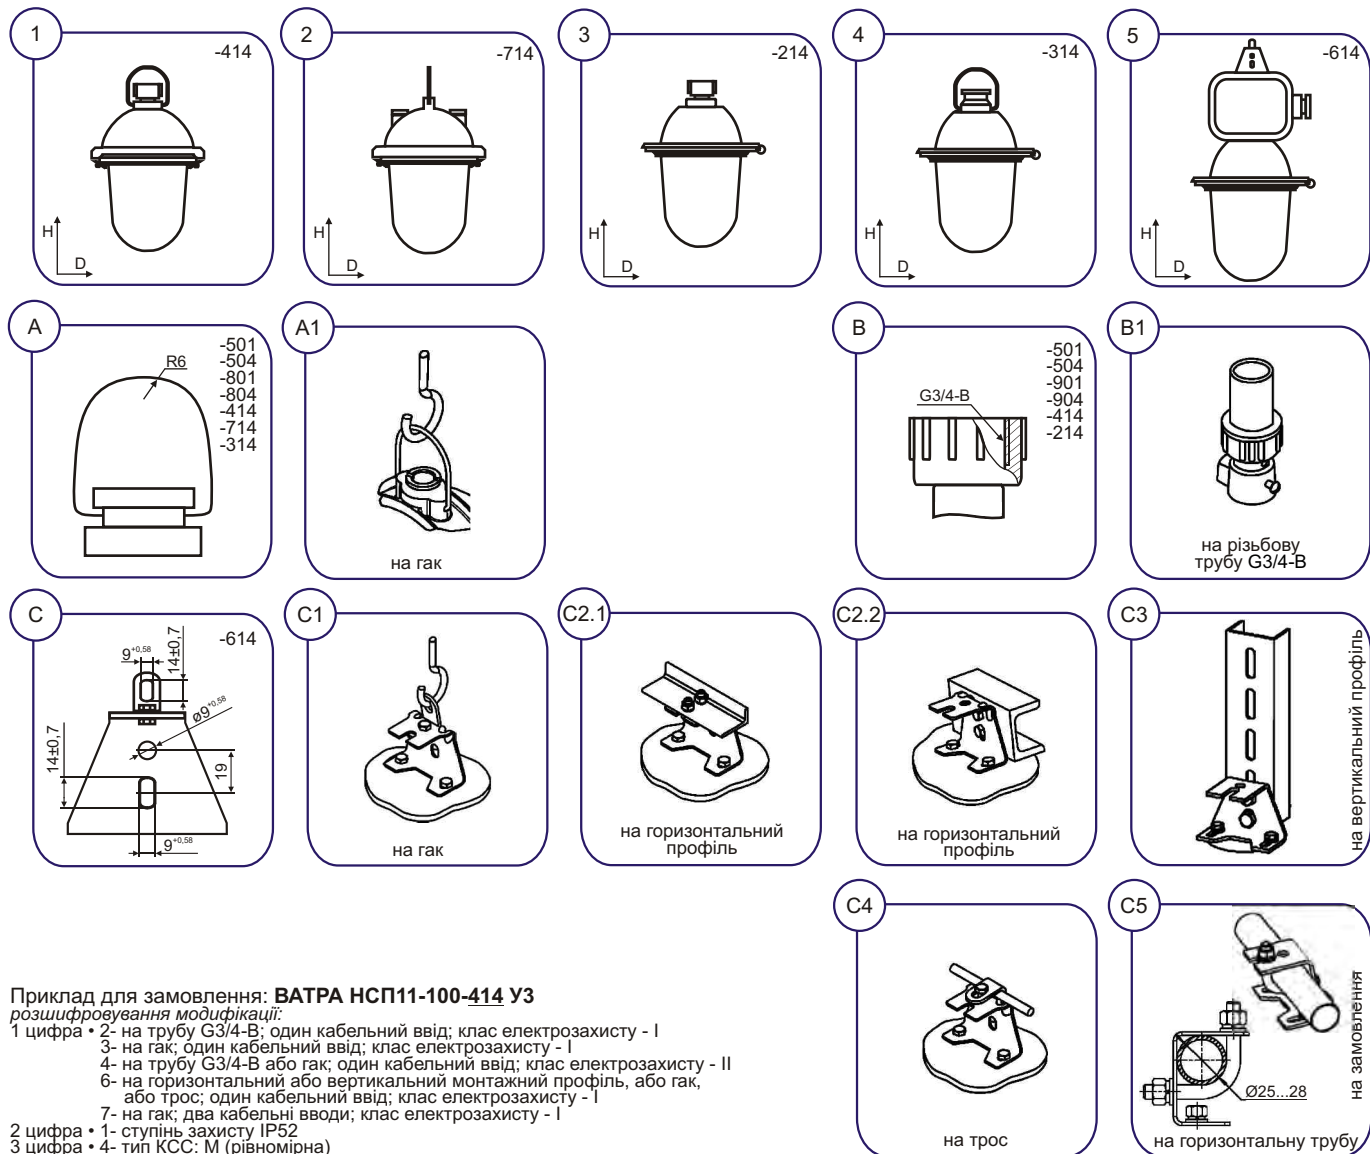 1
-414
H
D
2
-714
H
D
3
-214
H
D
4
-314
H
D
5
-614
H
D
A
R6
-501
-504
-801
-804
-414
-714
-314
A1
на гак
B
G3/4-B
-501
-504
-901
-904
-414
-214
B1
на різьбову
трубу G3/4-B
C
-614
9+0,58
14±0,7
ø9+0,58
14±0,7
19
9+0,58
C1
на гак
C2.1
на горизонтальний
профіль
C2.2
на горизонтальний
профіль
C3
на вертикальний профіль
C4
на трос
C5
Ø25...28
на замовлення
на горизонтальну трубу
Приклад для замовлення: ВАТРА НСП11-100-414 У3
розшифровування модифікації:
1 цифра • 2- на трубу G3/4-B; один кабельний ввід; клас електрозахисту - I
3- на гак; один кабельний ввід; клас електрозахисту - I
4- на трубу G3/4-B або гак; один кабельний ввід; клас електрозахисту - II
6- на горизонтальний або вертикальний монтажний профіль, або гак,
або трос; один кабельний ввід; клас електрозахисту - I
7- на гак; два кабельні вводи; клас електрозахисту - I
2 цифра • 1- ступінь захисту IP52
3 цифра • 4- тип КСС: М (рівномірна)